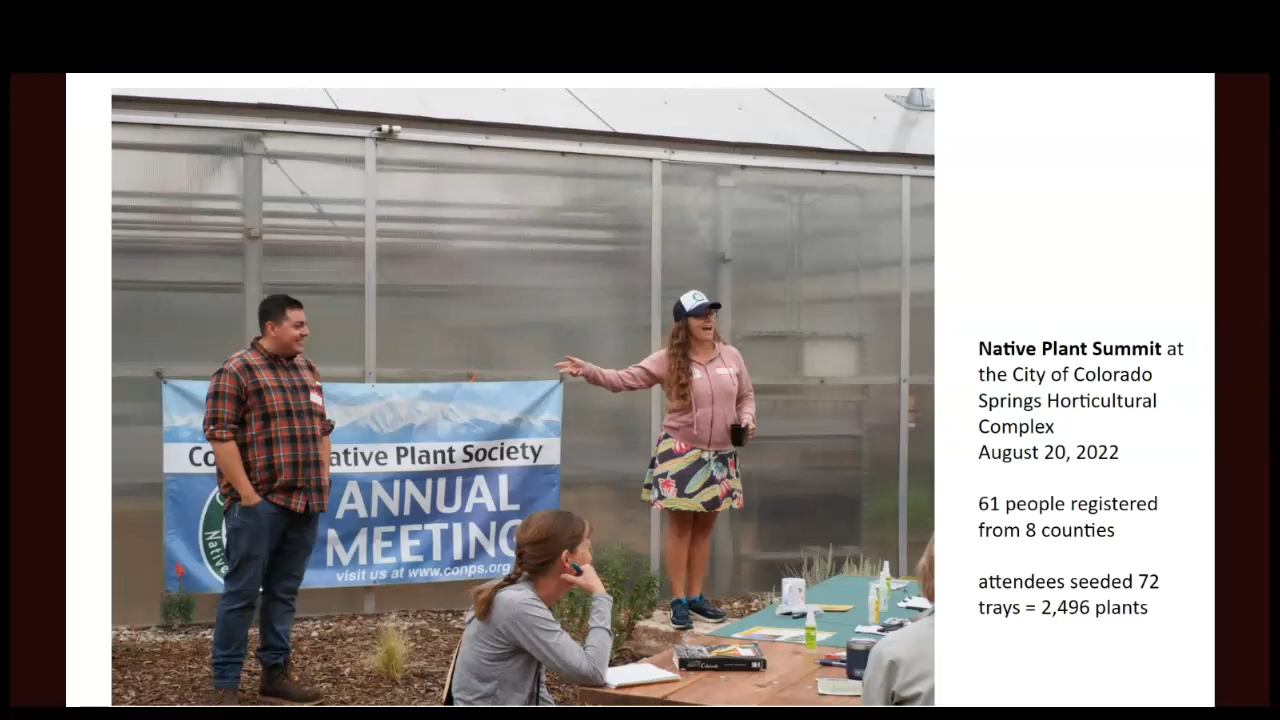 Co ative Plant Society
ANNUAL
MEETING
visit us at www.conps.org
Native
Native Plant Summit at
the City of Colorado
Springs Horticultural
Complex
August 20, 2022
61 people registered
from 8 counties
attendees seeded 72
trays = 2,496 plants